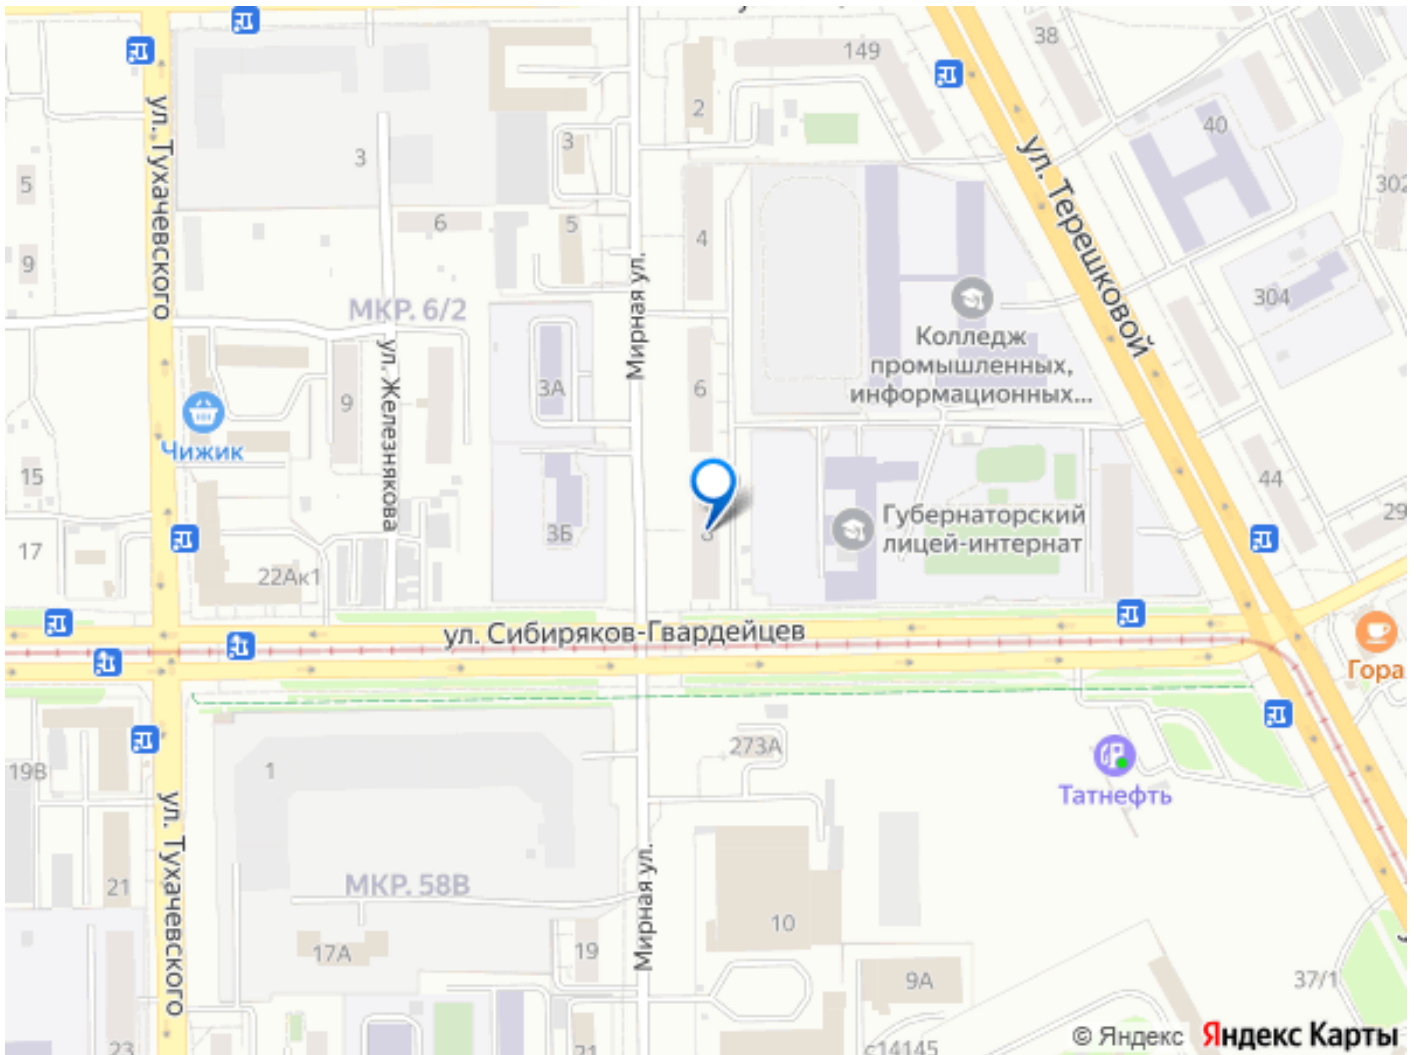 149
38
2
3
3
40
302
5
6
5
4
ул. Тухачевского
ул. Терешковой
Мирная ул.
9
МКР. 6/2
304
Колледж
промышленных,
информационных...
3А
6
9
ул. Железнякова
Чижик
15
44
Губернаторский
лицей-интернат
3Б
29
17
22Ак1
ул. Сибиряков-Гвардейцев
Гора
273А
19В
1
Татнефть
ул. Тухачевского
21
МКР. 58В
Мирная ул.
10
17А
19
9А
37/1
23
21
с14145
© Яндекс Яндекс Карты